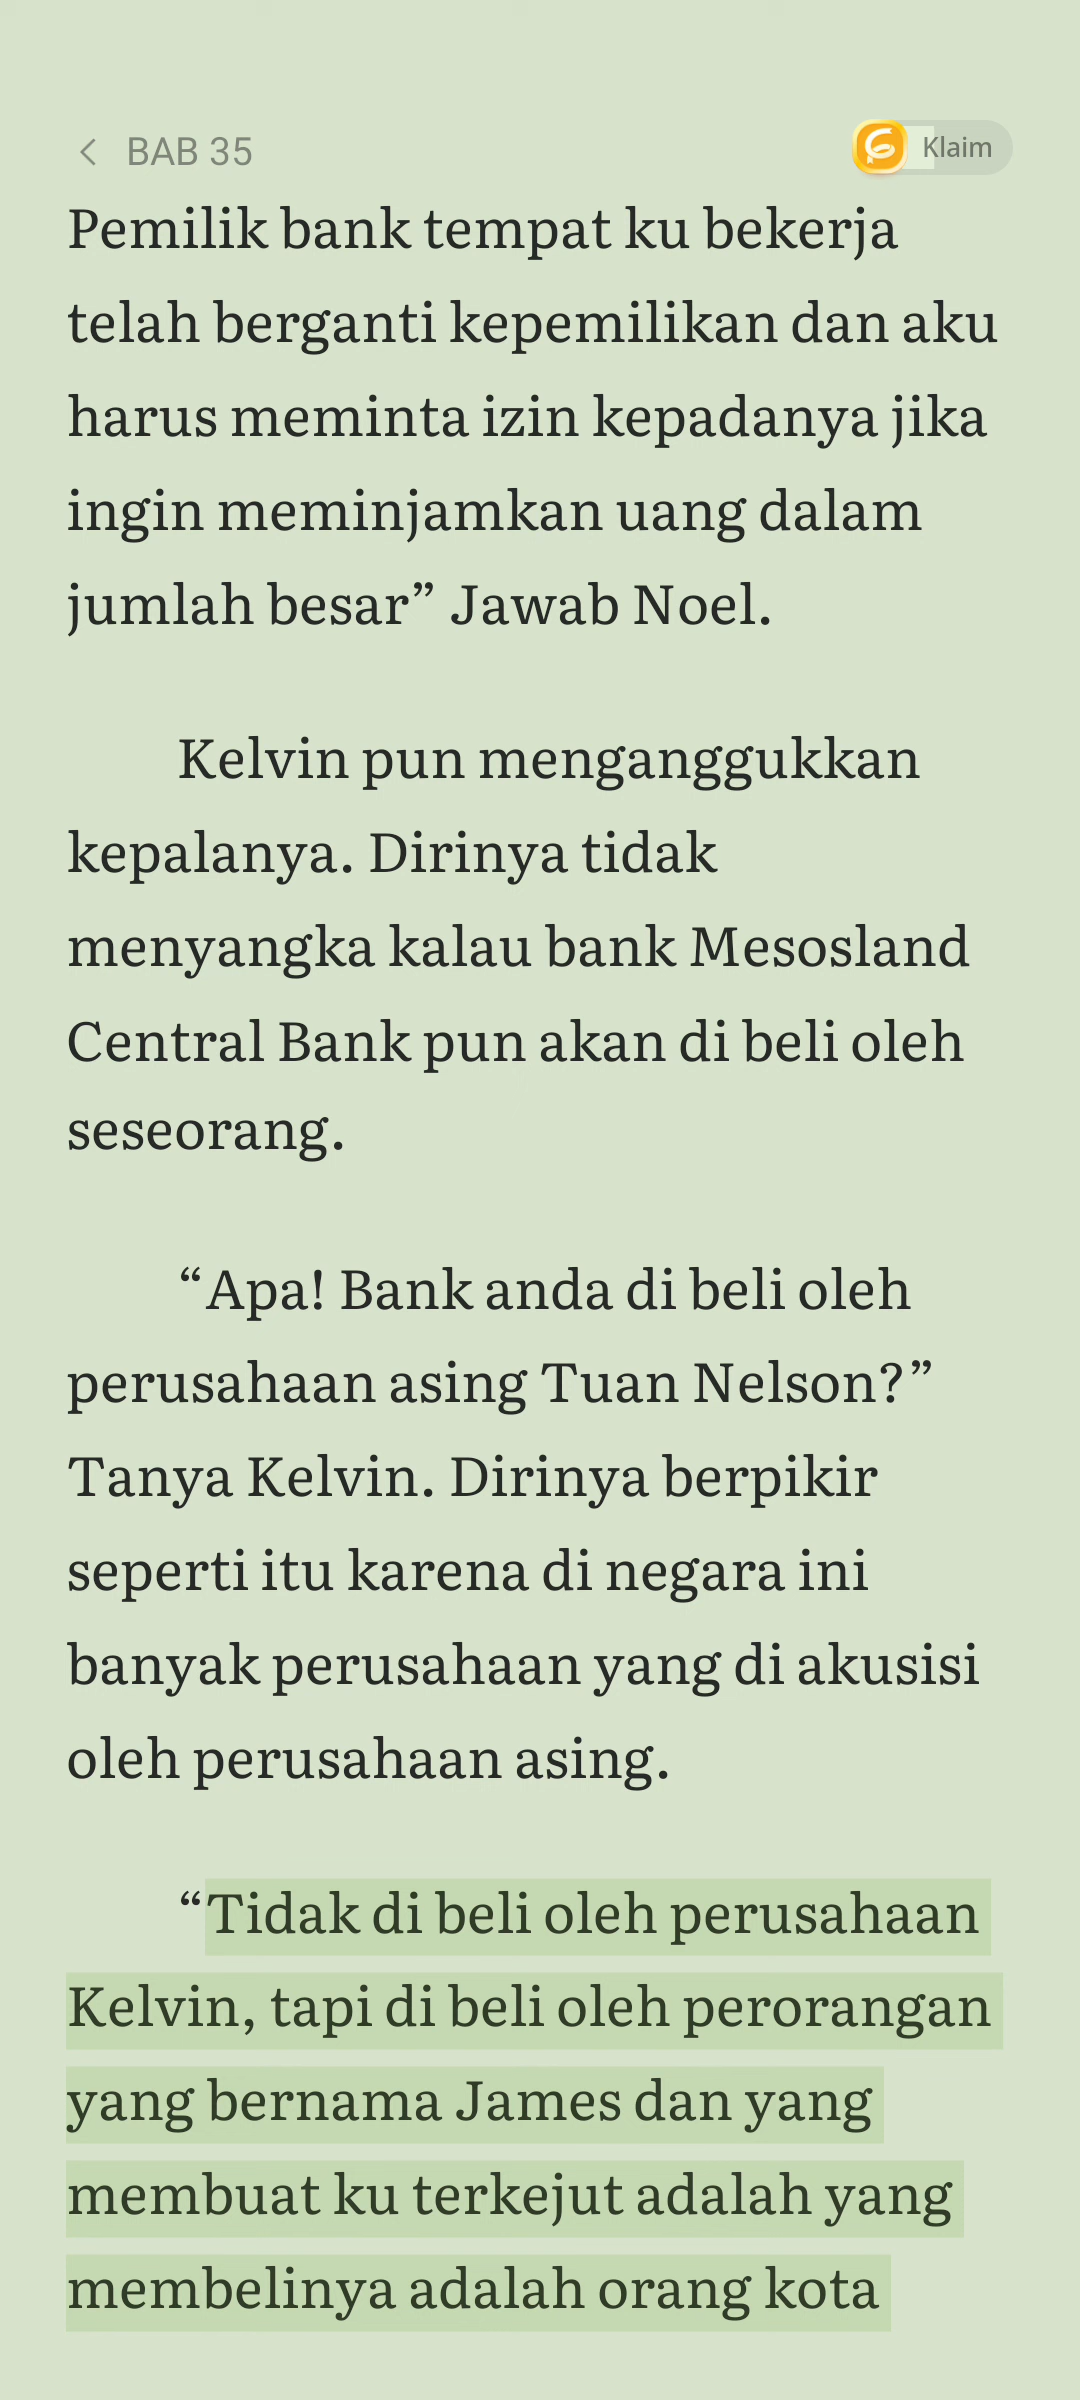 BAB 35
Klaim
Pemilik bank tempat ku bekerja
telah berganti kepemilikan dan aku
harus meminta izin kepadanya jika
ingin meminjamkan uang dalam
jumlah besar” Jawab Noel.
Kelvin pun menganggukkan
kepalanya. Dirinya tidak
menyangka kalau bank Mesosland
Central Bank pun akan di beli oleh
seseorang.
“Apa! Bank anda di beli oleh
perusahaan asing Tuan Nelson?”
Tanya Kelvin. Dirinya berpikir
seperti itu karena di negara ini
banyak perusahaan yang di akusisi
oleh perusahaan asing.
“Tidak di beli oleh perusahaan
Kelvin, tapi di beli oleh perorangan
yang bernama James dan yang
membuat ku terkejut adalah yang
membelinya adalah orang kota